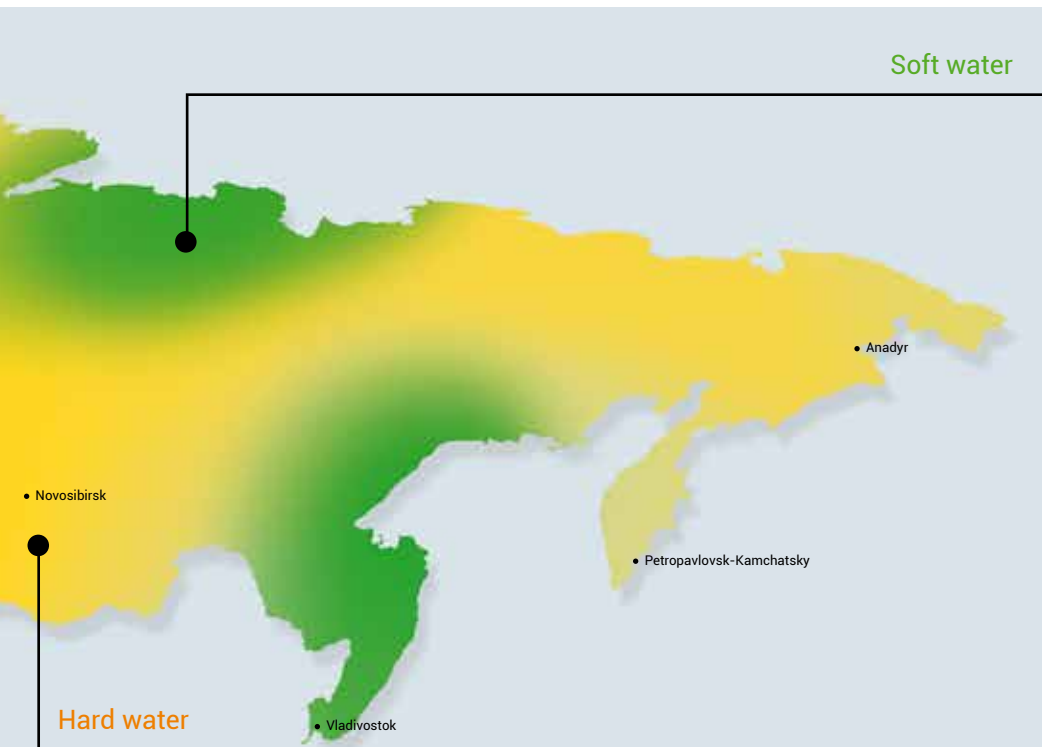 Soft water
Anadyr
Novosibirsk
Petropavlovsk-Kamchatsky
Hard water
Vladivostok